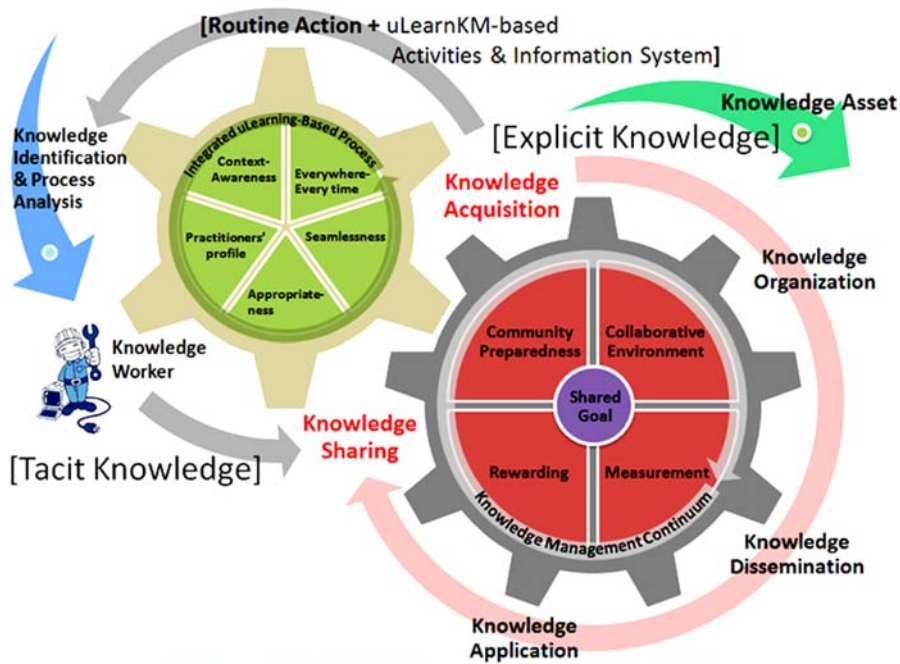 [Routine Action + uLearnKM-based
Activities & Information System]
Knowledge Asset
[Explicit Knowledge]
Knowledge
Identification
& Process
Analysis
Integrated uLearning-Based Process
Context-
Awareness
Everywhere-
Every time
Practitioners'
profile
Seamlessness
Appropriate-
ness
Knowledge
Acquisition
Knowledge
Organization
Knowledge
Worker
Community
Preparedness
Collaborative
Environment
Shared
Goal
Knowledge
Sharing
[Tacit Knowledge]
Rewarding
Measurement
Knowledge Management Continuum
Knowledge
Dissemination
Knowledge
Application